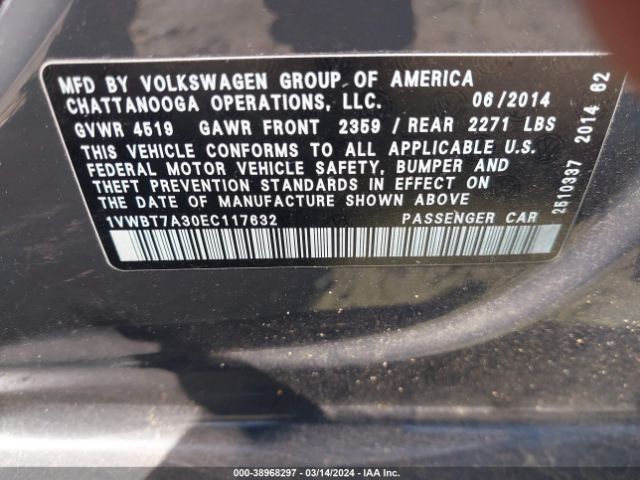 MFD BY VOLKSWAGEN GROUP OF AMERICA
CHATTANOOGA OPERATIONS, LLC. 06/2014
GVWR 4519 GAWR FRONT 2359 / REAR 2271 LBS
THIS VEHICLE CONFORMS TO ALL APPLICABLE U.S.
FEDERAL MOTOR VEHICLE SAFETY, BUMPER AND
THEFT PREVENTION STANDARDS IN EFFECT ON
THE DATE OF MANUFACTURE SHOWN ABOVE
1VWBT7A30EC117632 PASSENGER CAR
2510337 2014 62
000-38968297 - 03/14/2024 - IAA Inc.